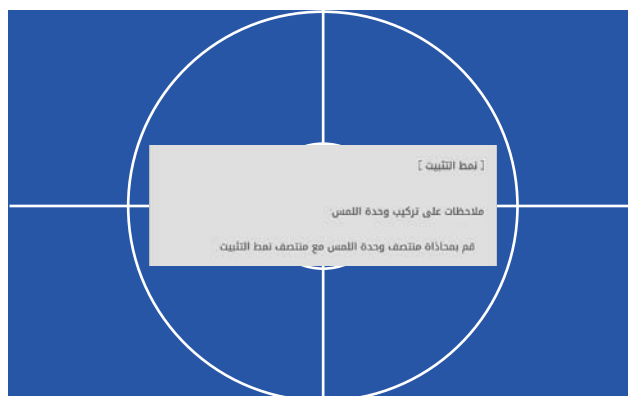 [ نمط التثبيت ]
ملاحظات على تركيب وحدة اللمس
قم بمحاذاة منتصف وحدة اللمس مع منتصف نمط التثبيت